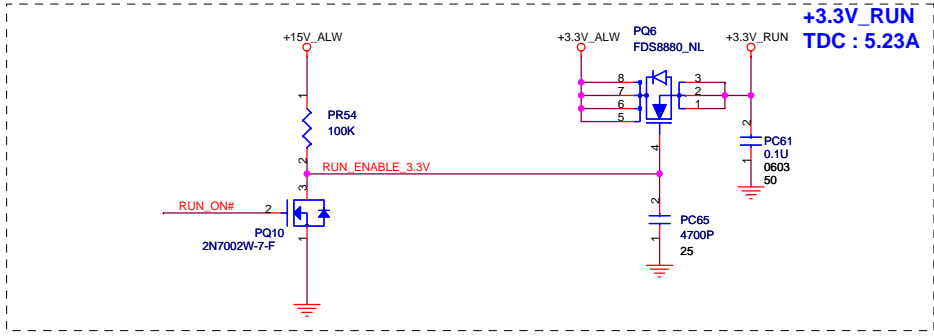 +3.3V_RUN
TDC : 5.23A
+15V_ALW
+3.3V_ALW
PQ6
FDS8880_NL
+3.3V_RUN
8
7
6
5
3
2
1
4
1
PR54
100K
2
RUN_ENABLE_3.3V
2
PC61
0.1U
0603
50
1
RUN_ON#
2
3
1
PQ10
2N7002W-7-F
2
PC65
4700P
25
1